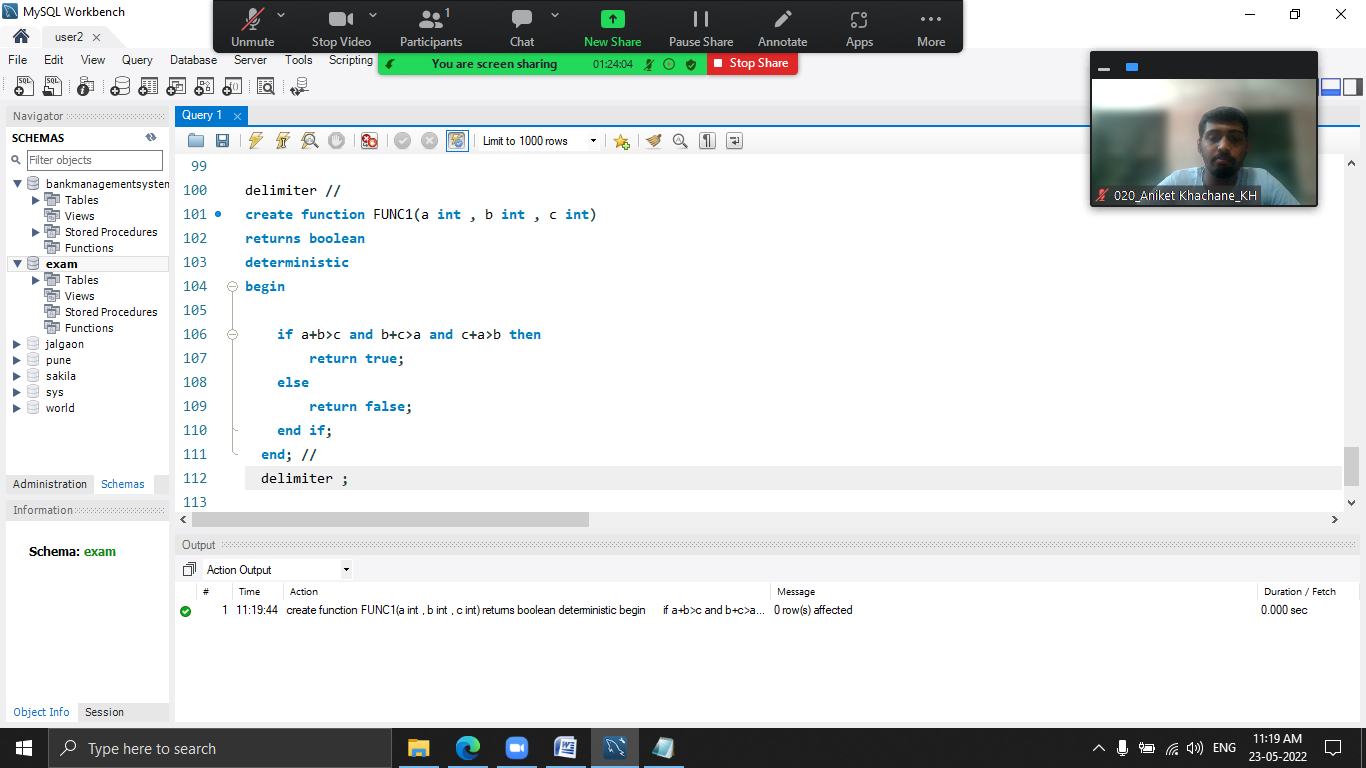 MySQL Workbench
user2
File Edit View Query Database Server Tools Scripting
Unmute Stop Video Participants 1 Chat New Share Pause Share Annotate Apps More
You are screen sharing 01:24:04 Stop Share
020_Aniket Khachane_KH
Navigator
SCHEMAS
Filter objects
bankmanagementsystem
Tables
Views
Stored Procedures
Functions
exam
Tables
Views
Stored Procedures
Functions
jalgaon
pune
sakila
sys
world
Administration Schemas
Information
Schema: exam
Object Info Session
Query 1
Limit to 1000 rows
99
100 delimiter //
101 create function FUNC1(a int , b int , c int)
102 returns boolean
103 deterministic
104 begin
105
106 if a+b>c and b+c>a and c+a>b then
107 return true;
108 else
109 return false;
110 end if;
111 end; //
112 delimiter ;
113
Output
Action Output
# Time Action Message Duration / Fetch
1 11:19:44 create function FUNC1(a int , b int , c int) returns boolean deterministic begin if a+b>c and b+c>a... 0 row(s) affected 0.000 sec
Type here to search
ENG
11:19 AM
23-05-2022